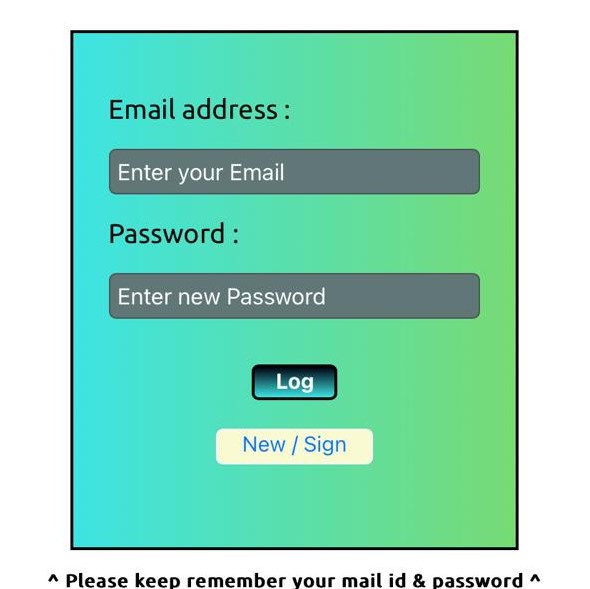 Email address :
Enter your Email
Password :
Enter new Password
Log
New / Sign
^ Please keep remember your mail id & password ^